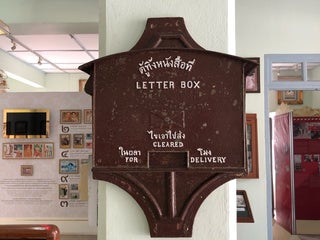 ตู้ทิ้งหนังสือที่
LETTER BOX
ไขเอาไปส่ง
CLEARED
ในเวลา โมง
FOR DELIVERY